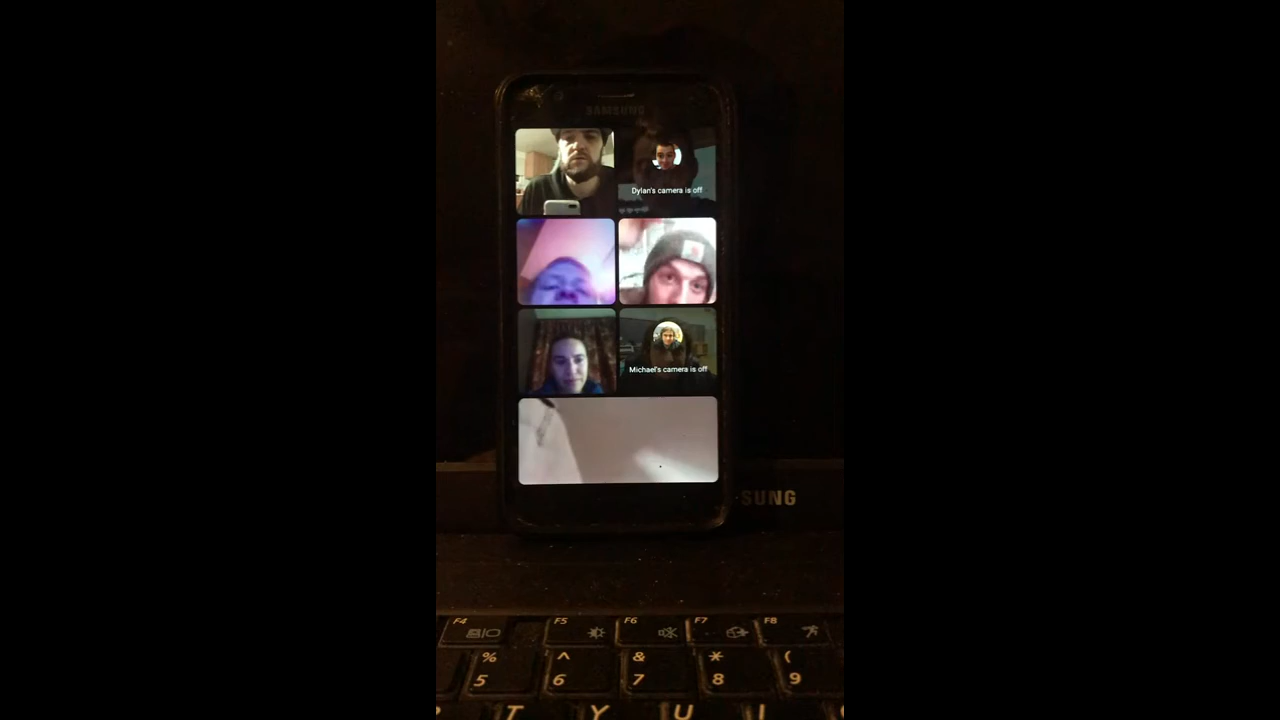 SAMSUNG
Dylan's camera is off
Michael's camera is off
SUNG
F4 F5 F6 F7 F8
% ^ & * (
5 6 7 8 9
T Y U I